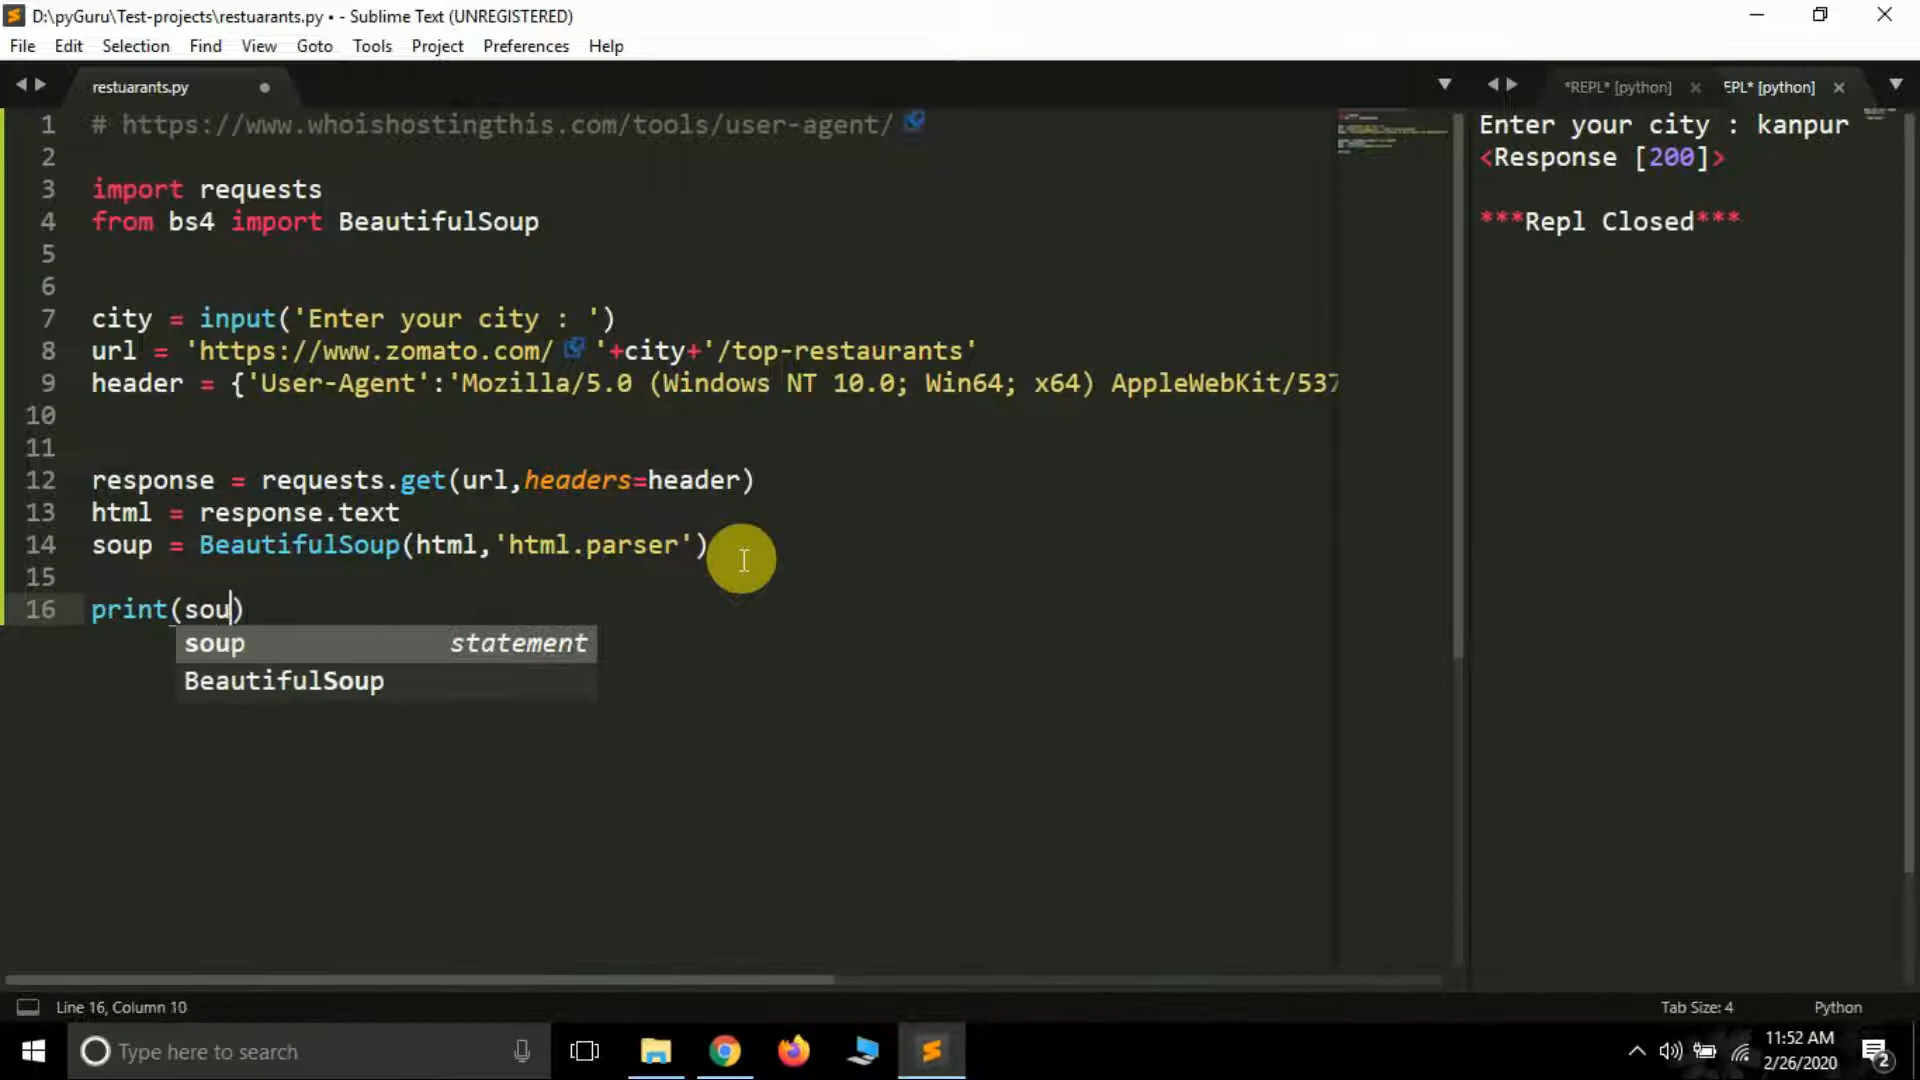 D:\pyGuru\Test-projects\restuarants.py • - Sublime Text (UNREGISTERED)
File Edit Selection Find View Goto Tools Project Preferences Help
restuarants.py
*REPL* [python] EPL* [python]
1 # https://www.whoishostingthis.com/tools/user-agent/
2
3 import requests
4 from bs4 import BeautifulSoup
5
6
7 city = input('Enter your city : ')
8 url = 'https://www.zomato.com/ '+city+'/top-restaurants'
9 header = {'User-Agent':'Mozilla/5.0 (Windows NT 10.0; Win64; x64) AppleWebKit/537
10
11
12 response = requests.get(url,headers=header)
13 html = response.text
14 soup = BeautifulSoup(html,'html.parser')
15
16 print(sou)
soup statement
BeautifulSoup
Enter your city : kanpur
<Response [200]>
***Repl Closed***
Line 16, Column 10
Tab Size: 4 Python
Type here to search
11:52 AM
2/26/2020
2